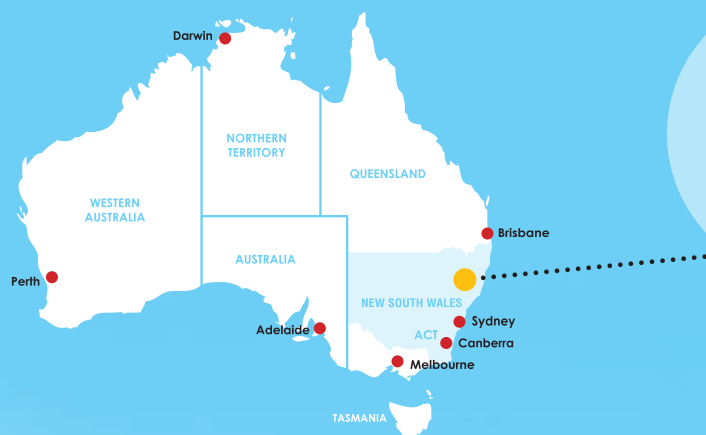 Darwin
NORTHERN
TERRITORY
QUEENSLAND
WESTERN
AUSTRALIA
Brisbane
AUSTRALIA
Perth
NEW SOUTH WALES
Sydney
Adelaide
ACT
Canberra
Melbourne
TASMANIA